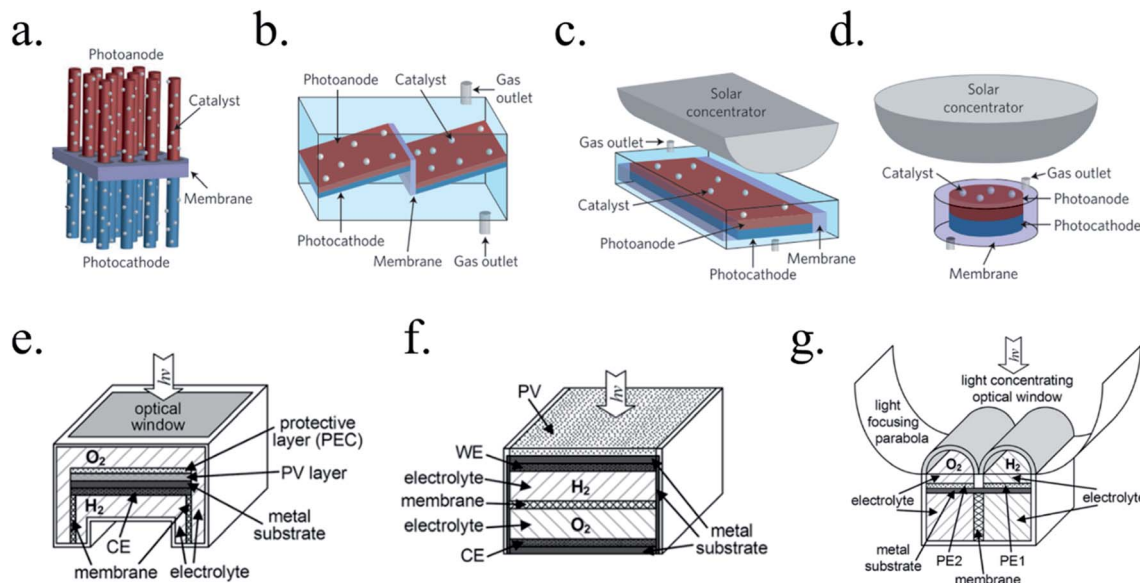 a.
Photoanode
Catalyst
Membrane
Photocathode
b.
Photoanode
Catalyst
Gas
outlet
Photocathode
Membrane
Gas outlet
c.
Solar
concentrator
Gas outlet
Catalyst
Photoanode
Photocathode
Membrane
d.
Solar
concentrator
Catalyst
Gas outlet
Photoanode
Photocathode
Membrane
e.
hν
optical
window
protective
layer (PEC)
O2
PV layer
H2
metal
substrate
CE
membrane
electrolyte
f.
PV
hν
WE
electrolyte
H2
membrane
electrolyte
O2
CE
metal
substrate
g.
hν
light concentrating
optical window
light
focusing
parabola
O2
H2
electrolyte
electrolyte
metal
substrate
PE2
PE1
membrane